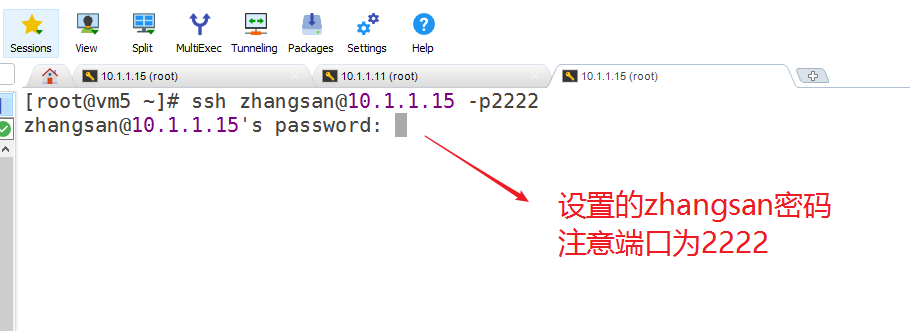 Sessions View Split MultiExec Tunneling Packages Settings Help
10.1.1.15 (root) 10.1.1.11 (root) 10.1.1.15 (root)
[root@vm5 ~]# ssh zhangsan@10.1.1.15 -p2222
zhangsan@10.1.1.15's password:
设置的zhangsan密码
注意端口为2222